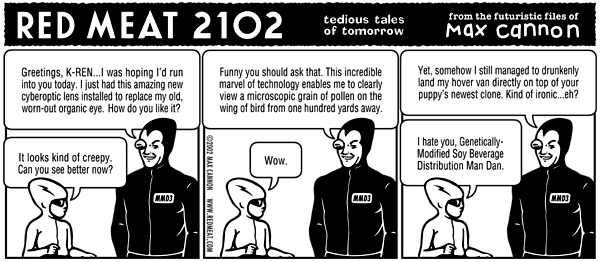 RED MEAT 2102
tedious tales
of tomorrow
from the futuristic files of
max cannon
Greetings, K-REN...I was hoping I'd run
into you today. I just had this amazing new
cyberoptic lens installed to replace my old,
worn-out organic eye. How do you like it?
It looks kind of creepy.
Can you see better now?
MMD3
©2002 MAX CANNON WWW.REDMEAT.COM
Funny you should ask that. This incredible
marvel of technology enables me to clearly
view a microscopic grain of pollen on the
wing of bird from one hundred yards away.
Wow.
MMD3
Yet, somehow I still managed to drunkenly
land my hover van directly on top of your
puppy's newest clone. Kind of ironic...eh?
I hate you, Genetically-
Modified Soy Beverage
Distribution Man Dan.
MMD3